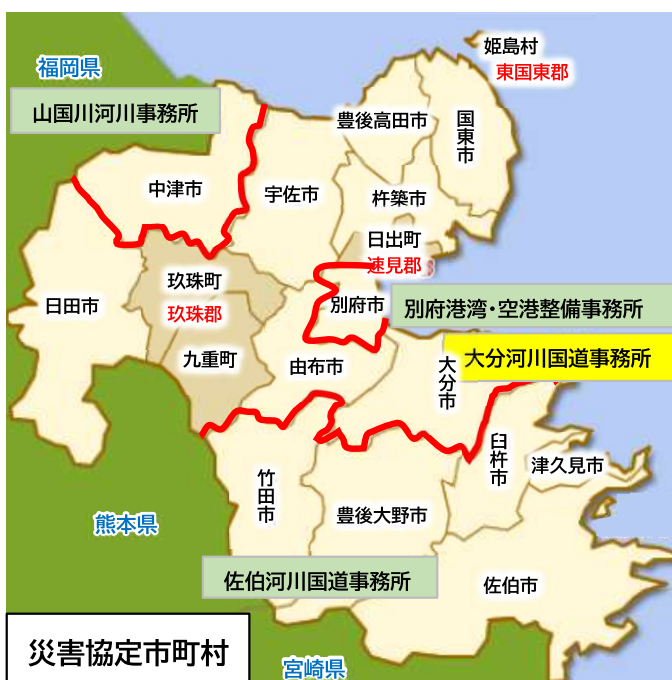 姫島村
東国東郡
福岡県
山国川河川事務所
豊後高田市
国東市
中津市
宇佐市
杵築市
日出町
速見郡
玖珠町
日田市
玖珠郡
別府市
別府港湾・空港整備事務所
九重町
由布市
大分市
大分河川国道事務所
臼杵市
津久見市
竹田市
豊後大野市
熊本県
佐伯河川国道事務所
佐伯市
災害協定市町村
宮崎県